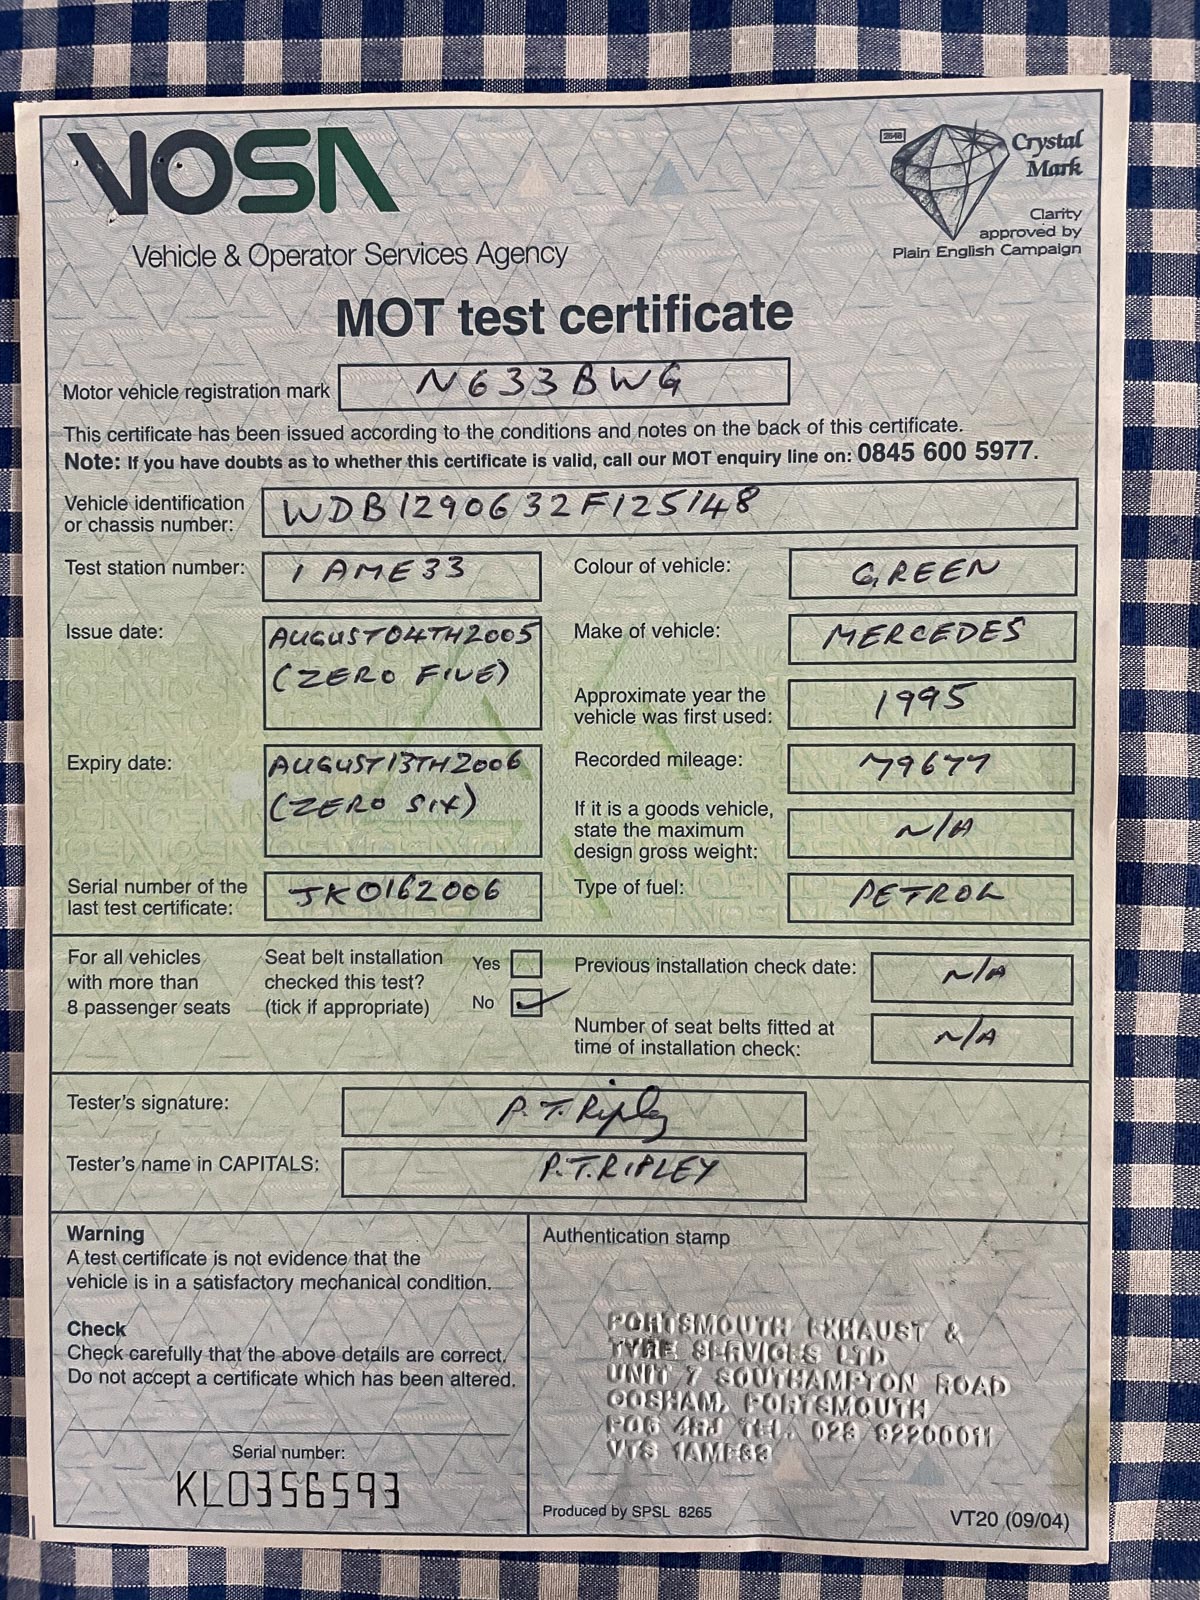 VOSA
Vehicle & Operator Services Agency
2548
Crystal
Mark
Clarity
approved by
Plain English Campaign
MOT test certificate
Motor vehicle registration mark N633BWG
This certificate has been issued according to the conditions and notes on the back of this certificate.
Note: If you have doubts as to whether this certificate is valid, call our MOT enquiry line on: 0845 600 5977.
Vehicle identification
or chassis number: WDB1290632F125148
Test station number: 1AME33
Colour of vehicle: GREEN
Issue date: AUGUST04TH2005
(ZERO FIVE)
Make of vehicle: MERCEDES
Approximate year the
vehicle was first used: 1995
Expiry date: AUGUST13TH2006
(ZERO SIX)
Recorded mileage: 79677
If it is a goods vehicle,
state the maximum
design gross weight: N/A
Serial number of the
last test certificate: JK0162006
Type of fuel: PETROL
For all vehicles
with more than
8 passenger seats
Seat belt installation
checked this test?
(tick if appropriate)
Yes
No ✓
Previous installation check date: N/A
Number of seat belts fitted at
time of installation check: N/A
Tester's signature: P.T.Ripley
Tester's name in CAPITALS: P.T.RIPLEY
Warning
A test certificate is not evidence that the
vehicle is in a satisfactory mechanical condition.
Check
Check carefully that the above details are correct.
Do not accept a certificate which has been altered.
Serial number:
KL0356593
Authentication stamp
PORTSMOUTH EXHAUST &
TYRE SERVICES LTD
UNIT 7 SOUTHAMPTON ROAD
COSHAM, PORTSMOUTH
PO6 4RJ TEL. 023 92200011
VTS 1AME33
Produced by SPSL 8265
VT20 (09/04)